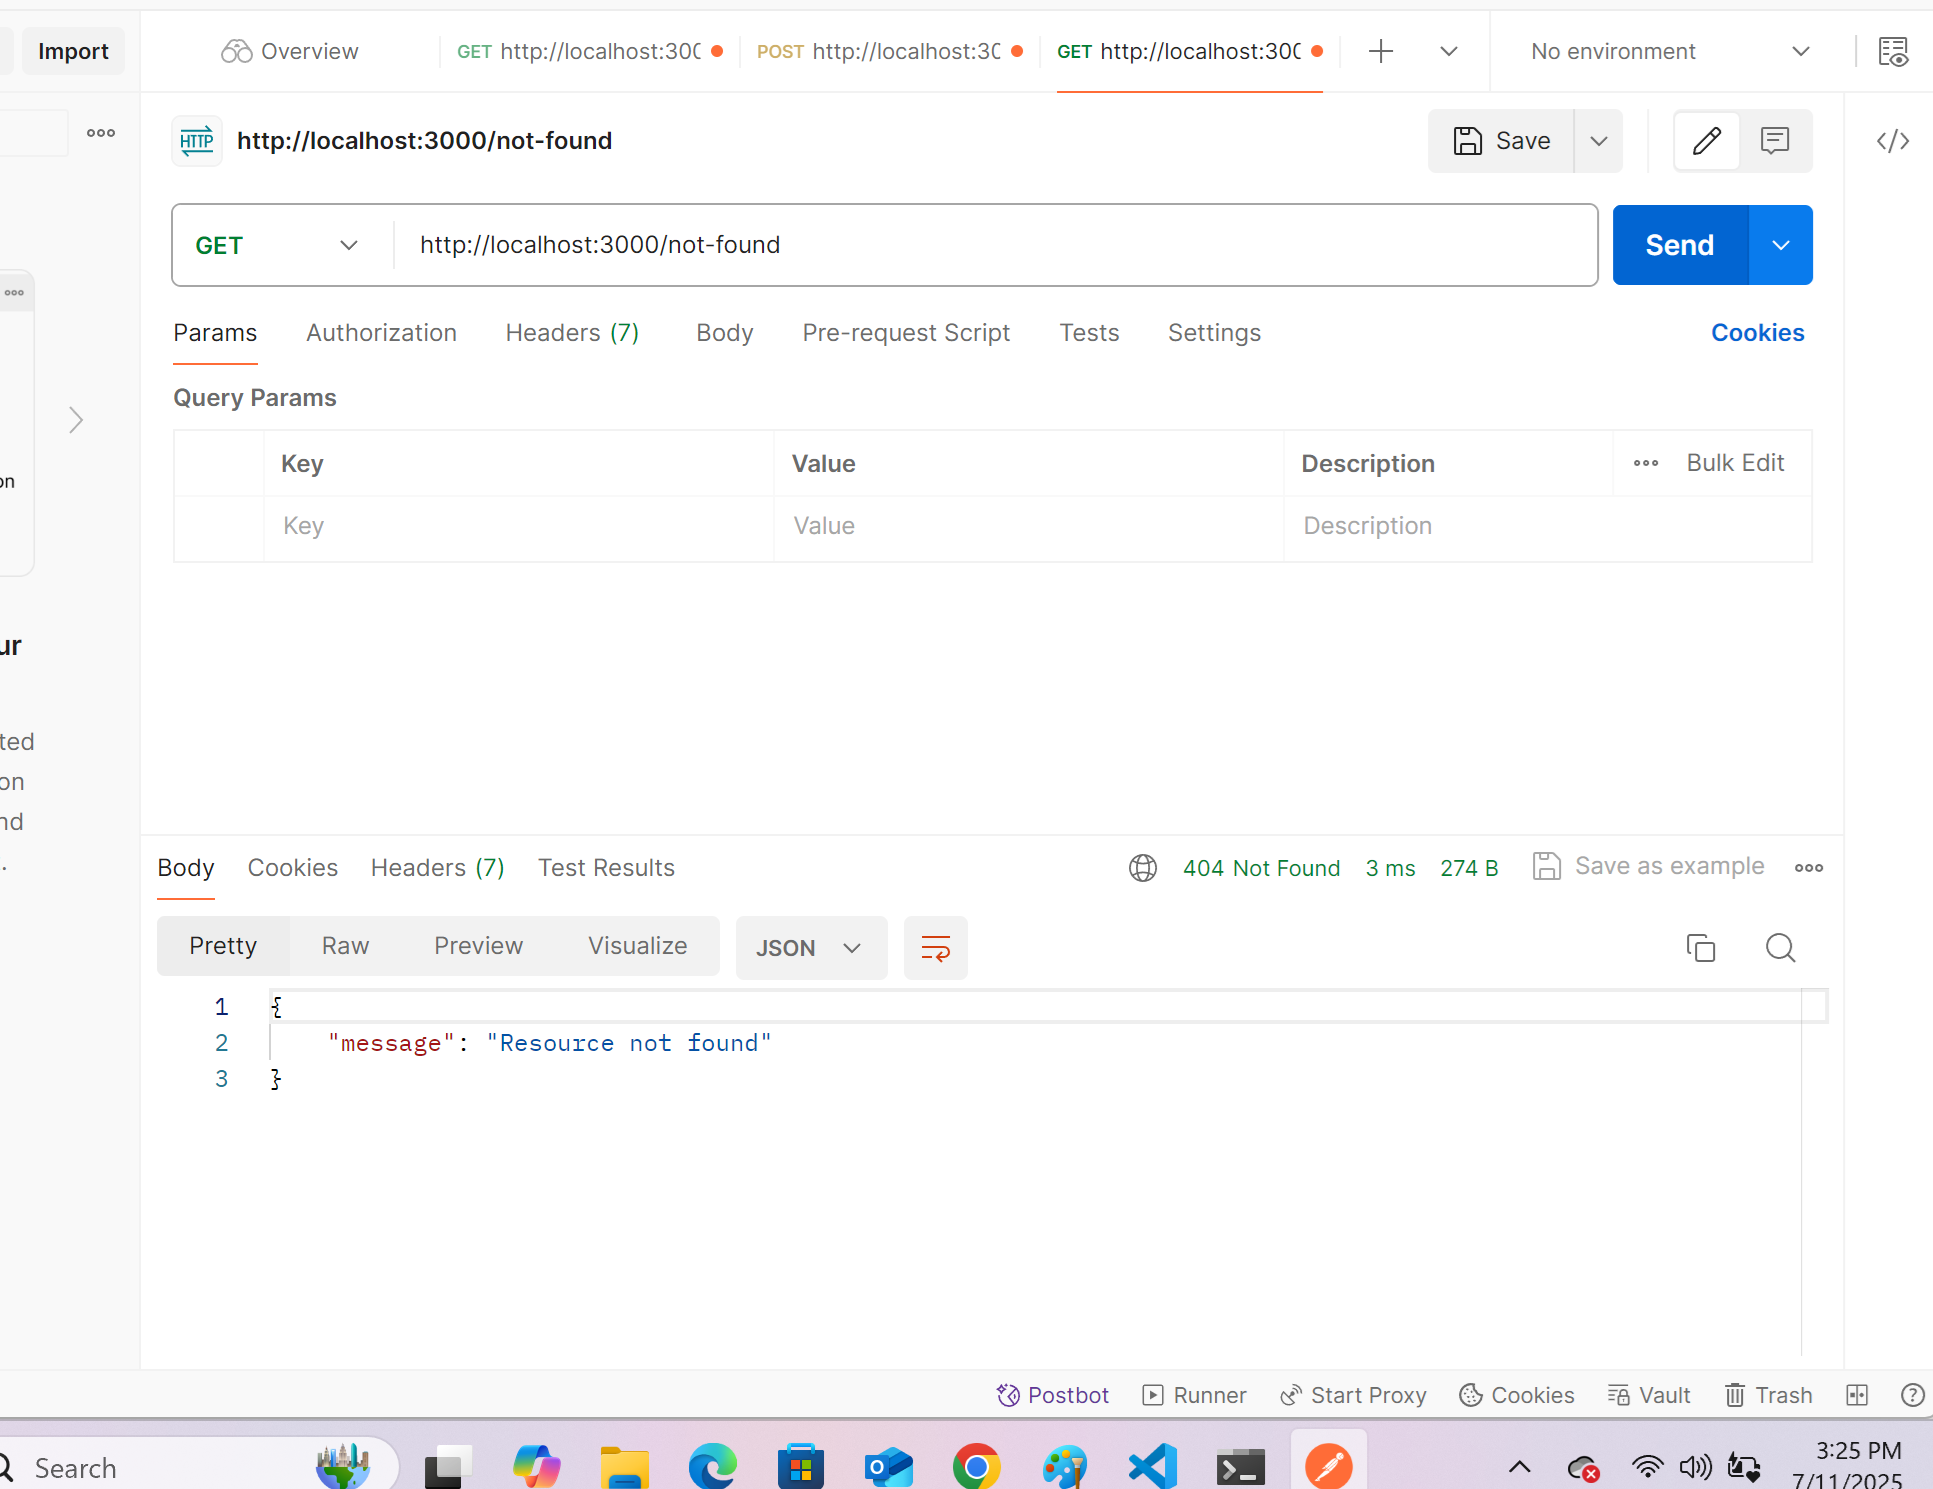 Import
Overview
GET http://localhost:300
POST http://localhost:30
GET http://localhost:300
No environment
HTTP
http://localhost:3000/not-found
Save
GET
http://localhost:3000/not-found
Send
Params
Authorization
Headers (7)
Body
Pre-request Script
Tests
Settings
Cookies
Query Params
Key
Value
Description
Bulk Edit
Key
Value
Description
on
ur
ted
on
nd
.
Body
Cookies
Headers (7)
Test Results
404 Not Found
3 ms
274 B
Save as example
Pretty
Raw
Preview
Visualize
JSON
1 {
2 "message": "Resource not found"
3 }
Postbot
Runner
Start Proxy
Cookies
Vault
Trash
Search
3:25 PM
7/11/2025